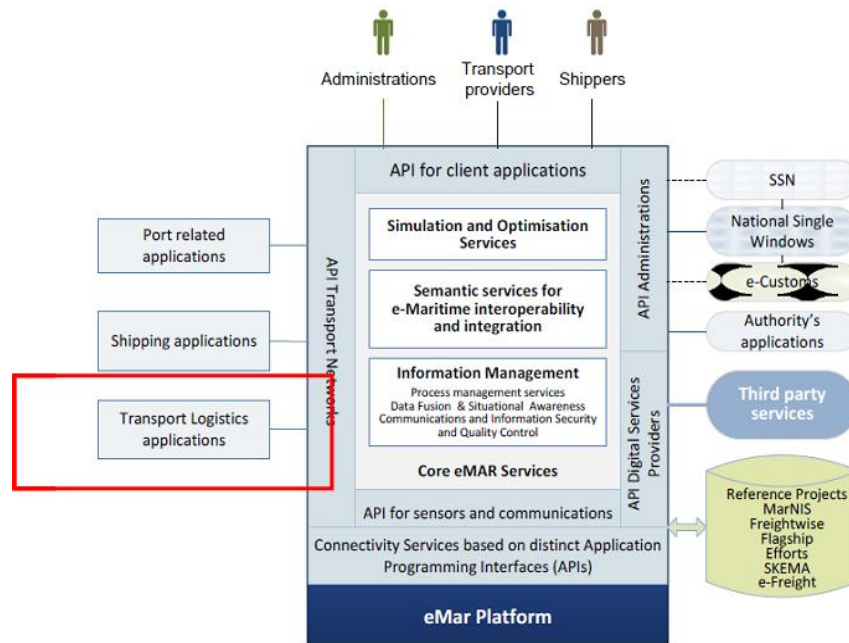 Administrations
Transport
providers
Shippers
API for client applications
API Transport Networks
Simulation and Optimisation
Services
Semantic services for
e-Maritime interoperability
and integration
Information Management
Process management services
Data Fusion & Situational Awareness
Communications and Information Security
and Quality Control
Core eMAR Services
API Administrations
API Digital Services
Providers
API for sensors and communications
Connectivity Services based on distinct Application
Programming Interfaces (APIs)
eMar Platform
Port related
applications
Shipping applications
Transport Logistics
applications
SSN
National Single
Windows
e-Customs
Authority's
applications
Third party
services
Reference Projects
MarNIS
Freightwise
Flagship
Efforts
SKEMA
e-Freight